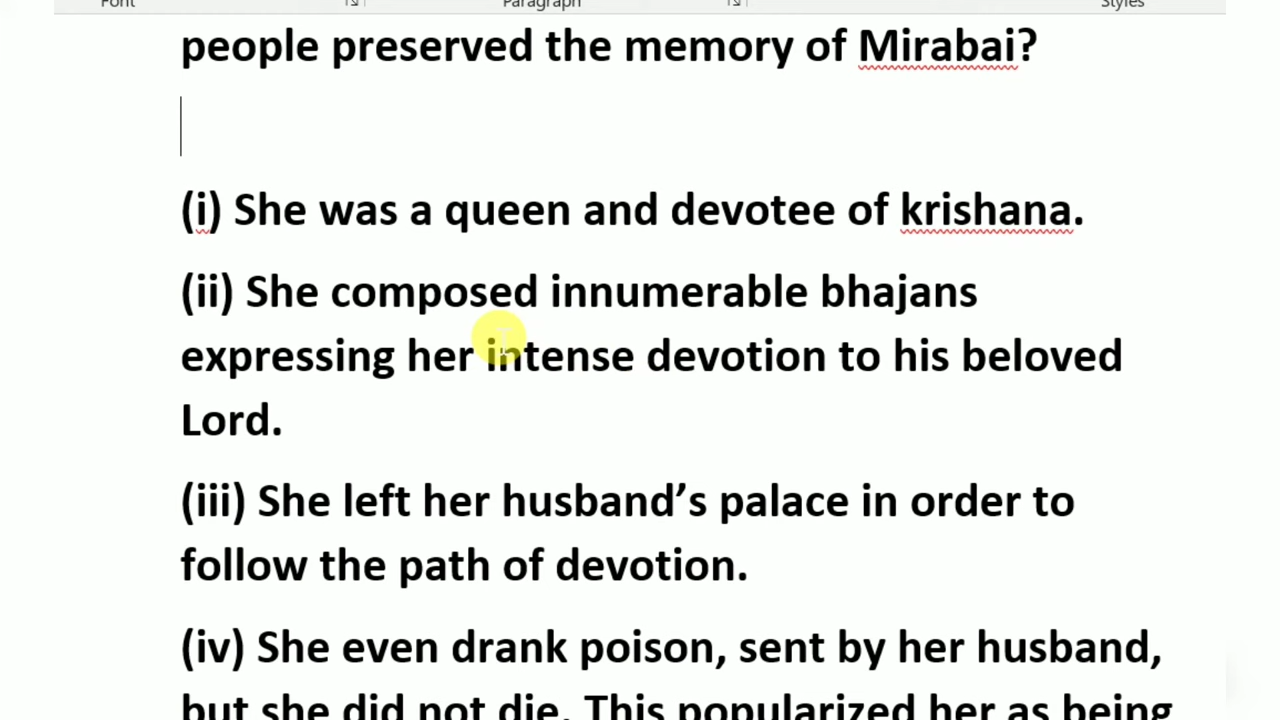 Font Paragraph Styles
people preserved the memory of Mirabai?
(i) She was a queen and devotee of krishana.
(ii) She composed innumerable bhajans
expressing her intense devotion to his beloved
Lord.
(iii) She left her husband’s palace in order to
follow the path of devotion.
(iv) She even drank poison, sent by her husband,
but she did not die. This popularized her as being